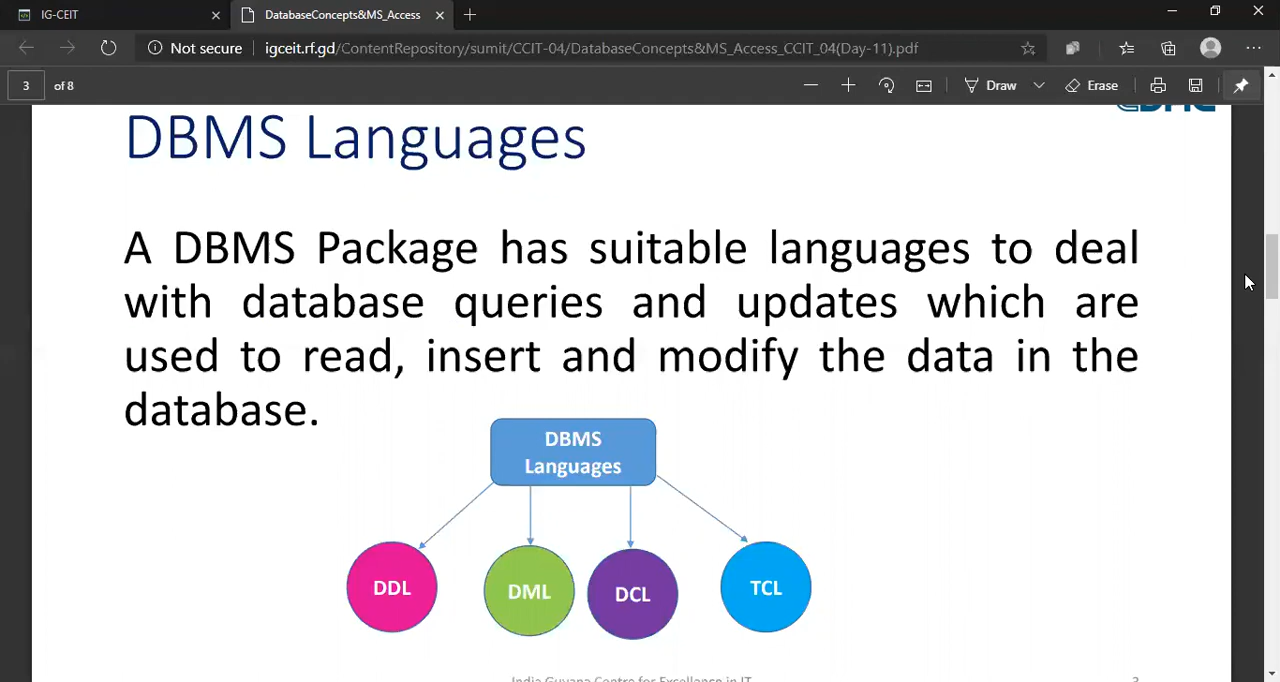 IG-CEIT
DatabaseConcepts&MS_Access
Not secure
igceit.rf.gd/ContentRepository/sumit/CCIT-04/DatabaseConcepts&MS_Access_CCIT_04(Day-11).pdf
3 of 8
Draw
Erase
DBMS Languages
A DBMS Package has suitable languages to deal
with database queries and updates which are
used to read, insert and modify the data in the
database.
DBMS
Languages
DDL
DML
DCL
TCL
India Guyana Centre for Excellence in IT
3